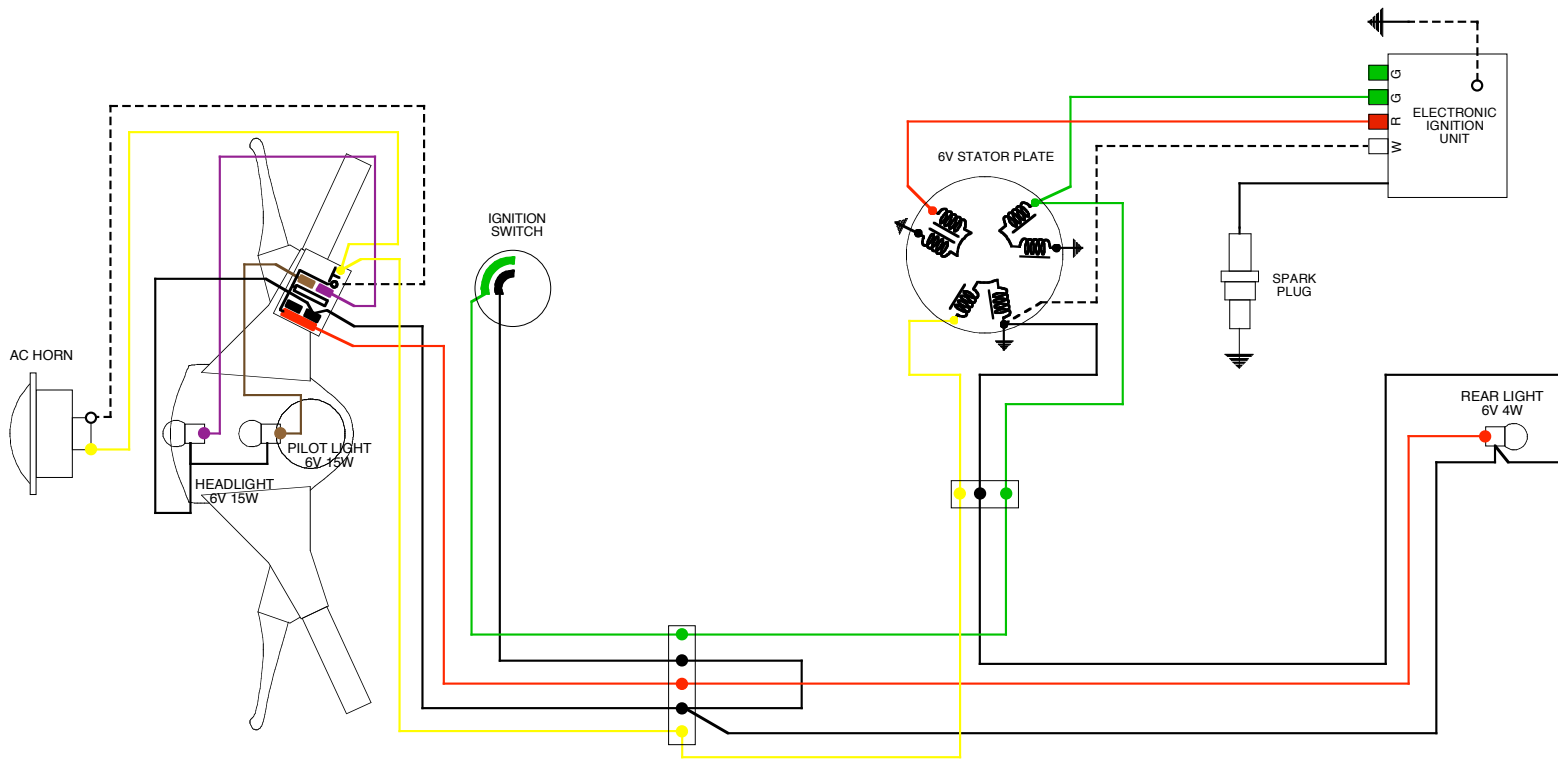 G
G
R
W
ELECTRONIC
IGNITION
UNIT
6V STATOR PLATE
IGNITION
SWITCH
SPARK
PLUG
AC HORN
REAR LIGHT
6V 4W
PILOT LIGHT
6V 15W
HEADLIGHT
6V 15W